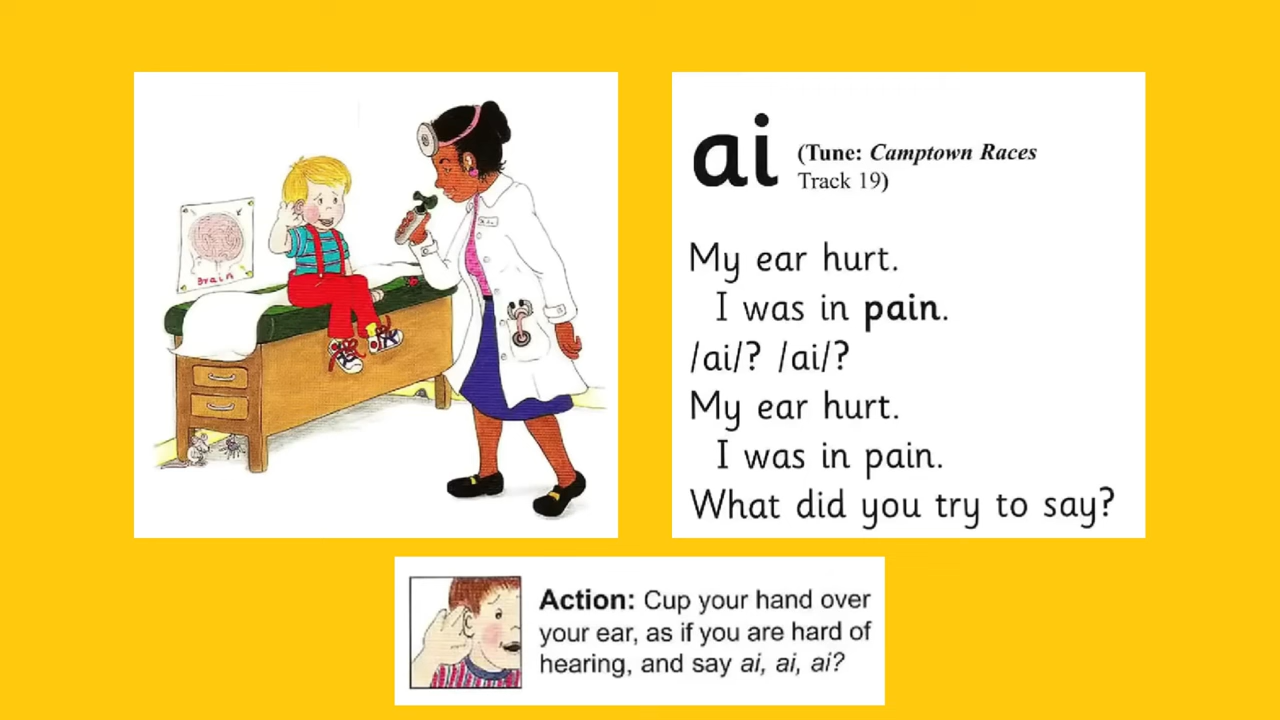 Brain
ai
(Tune: Camptown Races
Track 19)
My ear hurt.
I was in pain.
/ai/? /ai/?
My ear hurt.
I was in pain.
What did you try to say?
Action: Cup your hand over
your ear, as if you are hard of
hearing, and say ai, ai, ai?